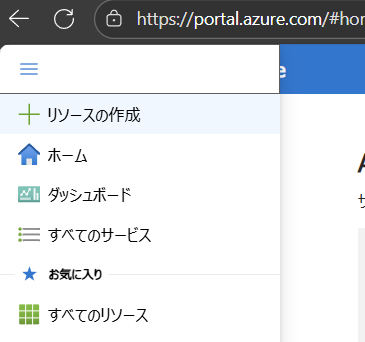 https://portal.azure.com/#hor
e
リソースの作成
ホーム
ダッシュボード
すべてのサービス
お気に入り
すべてのリソース